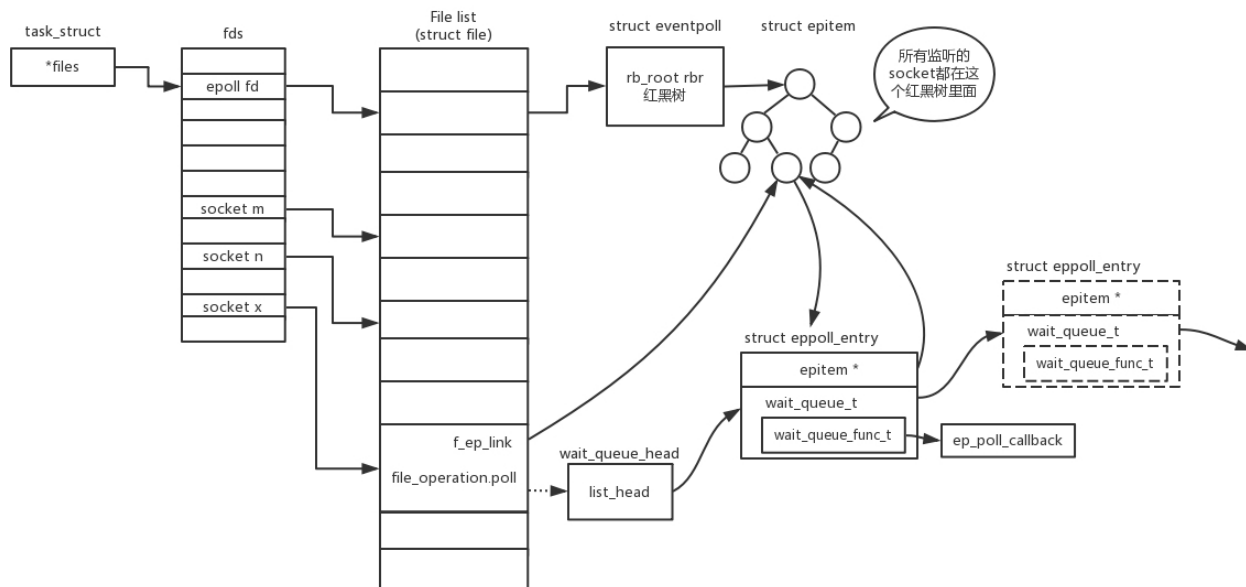 task_struct
*files
fds
epoll fd
socket m
socket n
socket x
File list
(struct file)
f_ep_link
file_operation.poll
struct eventpoll
rb_root rbr
红黑树
struct epitem
所有监听的
socket都在这
个红黑树里面
wait_queue_head
list_head
struct eppoll_entry
epitem *
wait_queue_t
wait_queue_func_t
ep_poll_callback
struct eppoll_entry
epitem *
wait_queue_t
wait_queue_func_t